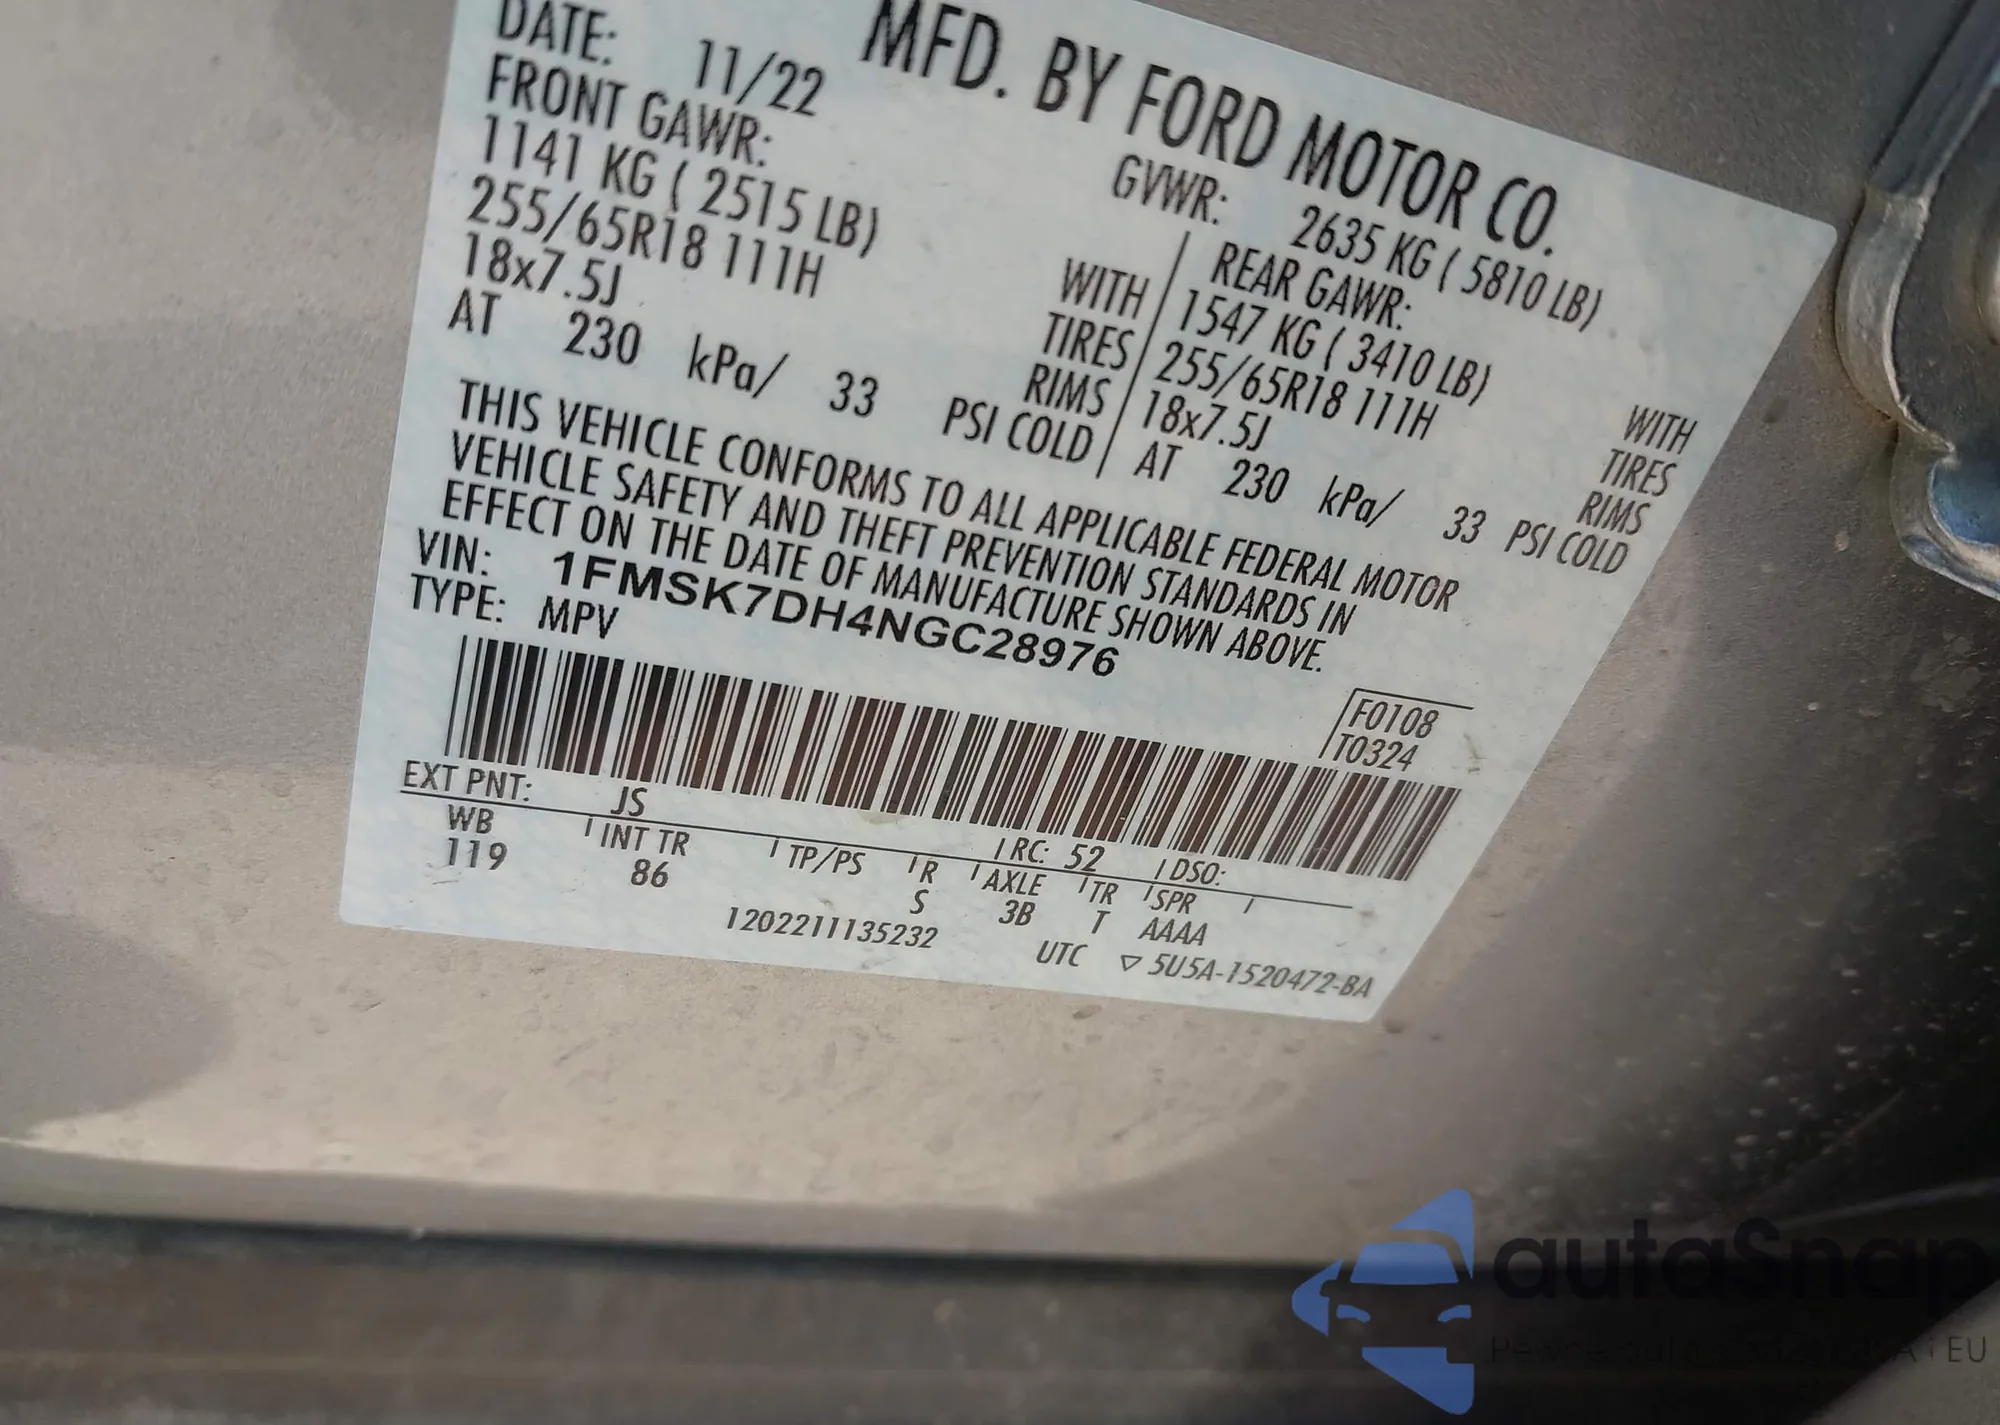 MFD. BY FORD MOTOR CO.
DATE: 11/22
GVWR: 2635 KG ( 5810 LB)
FRONT GAWR:
1141 KG ( 2515 LB) WITH
255/65R18 111H TIRES
18x7.5J RIMS
AT 230 kPa/ 33 PSI COLD
REAR GAWR:
1547 KG ( 3410 LB) WITH
255/65R18 111H TIRES
18x7.5J RIMS
AT 230 kPa/ 33 PSI COLD
THIS VEHICLE CONFORMS TO ALL APPLICABLE FEDERAL MOTOR
VEHICLE SAFETY AND THEFT PREVENTION STANDARDS IN
EFFECT ON THE DATE OF MANUFACTURE SHOWN ABOVE.
VIN: 1FMSK7DH4NGC28976
TYPE: MPV
F0108
T0324
EXT PNT: JS RC: 52 DSO:
WB INT TR TP/PS R AXLE TR SPR
119 86 S 3B T AAAA
1202211135232 UTC ▽ 5U5A-1520472-BA
autaSnap
EU